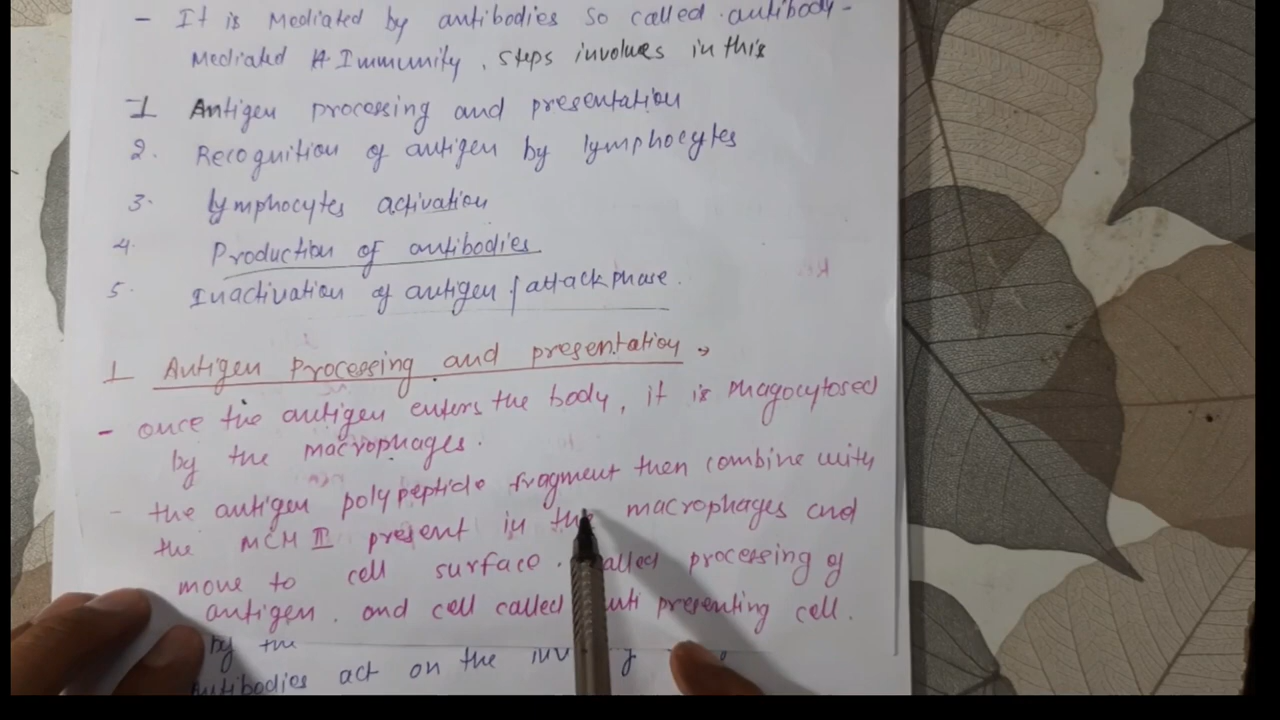 - It is Mediated by antibodies so called antibody-
Mediated Immunity. steps involves in this
1 Antigen processing and presentation
2. Recognition of antigen by lymphocytes
3. lymphocytes activation
4. Production of antibodies
5. Inactivation of antigen / attack phase.
1 Antigen Processing and presentation
- once the antigen enters the body, it is phagocytosed
by the macrophages.
- the antigen polypeptide fragment then combine with
the MCH II present in the macrophages and
move to cell surface. called processing of
antigen. and cell called anti presenting cell.
by the
Antibodies act on the